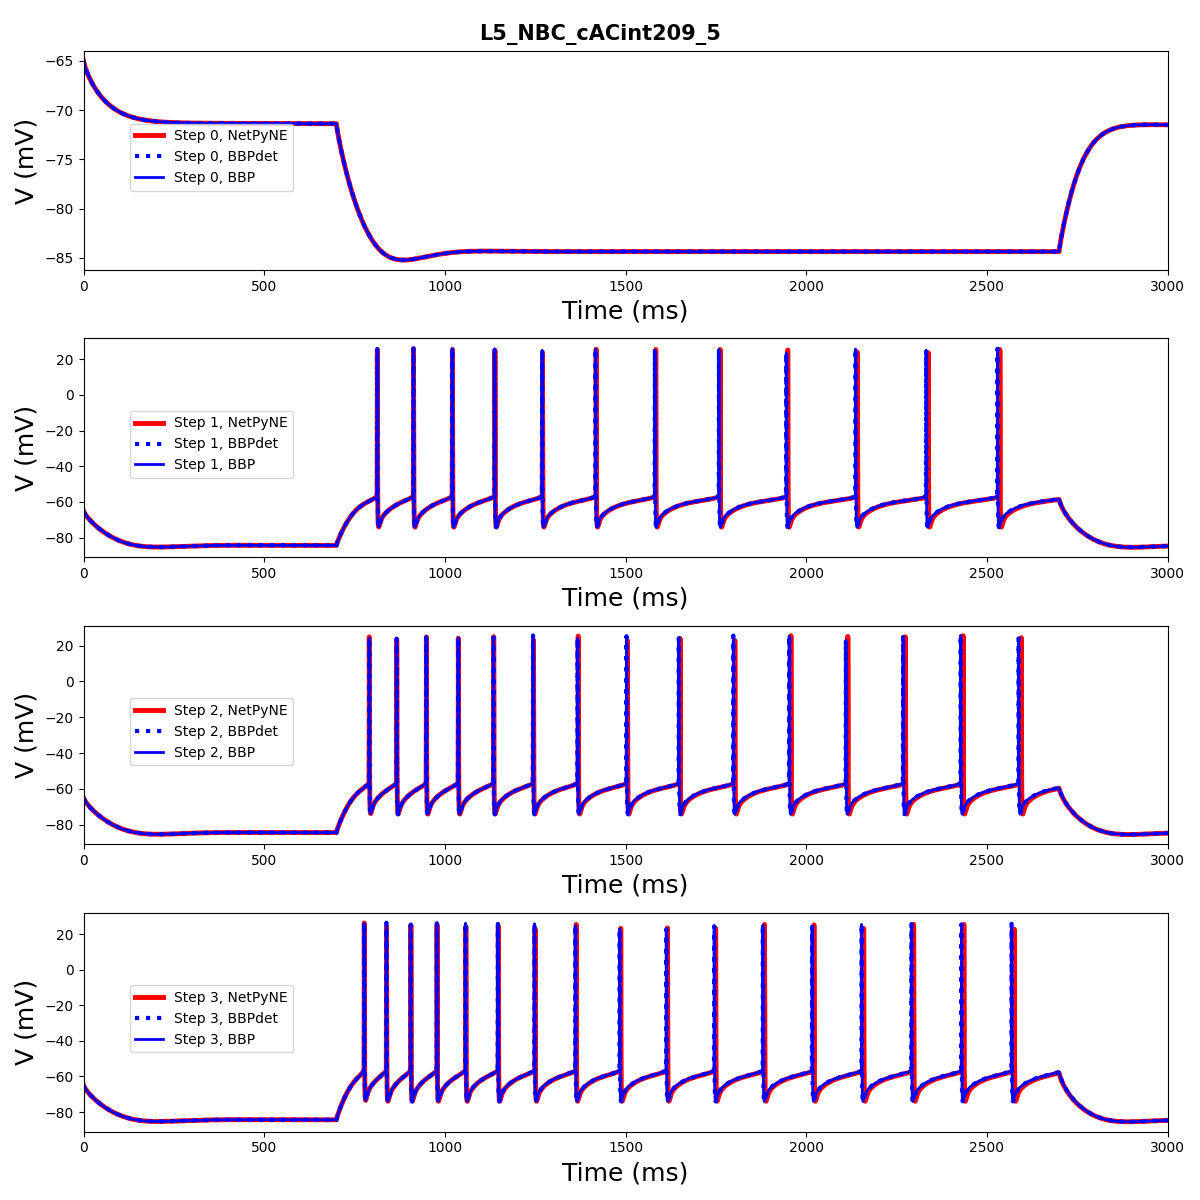 L5_NBC_cACint209_5
−65
−70
−75
−80
−85
V (mV)
Step 0, NetPyNE
Step 0, BBPdet
Step 0, BBP
0 500 1000 1500 2000 2500 3000
Time (ms)
20
0
−20
−40
−60
−80
V (mV)
Step 1, NetPyNE
Step 1, BBPdet
Step 1, BBP
0 500 1000 1500 2000 2500 3000
Time (ms)
20
0
−20
−40
−60
−80
V (mV)
Step 2, NetPyNE
Step 2, BBPdet
Step 2, BBP
0 500 1000 1500 2000 2500 3000
Time (ms)
20
0
−20
−40
−60
−80
V (mV)
Step 3, NetPyNE
Step 3, BBPdet
Step 3, BBP
0 500 1000 1500 2000 2500 3000
Time (ms)